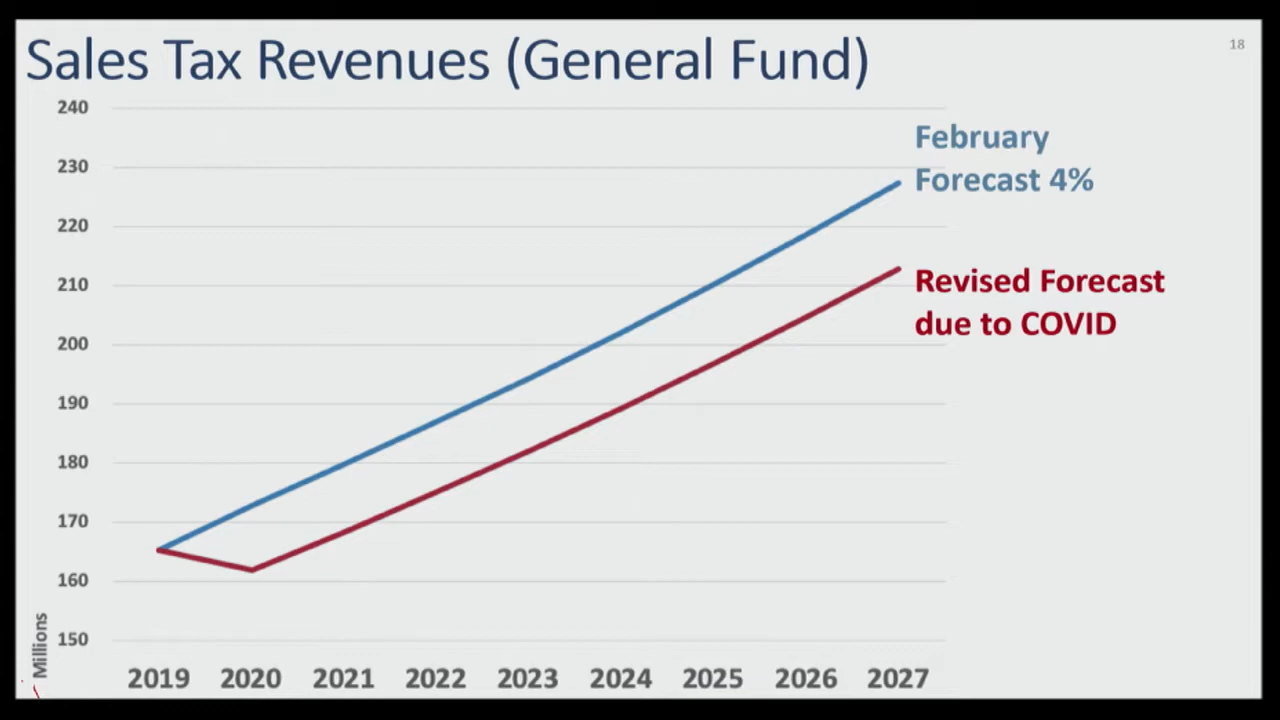 Sales Tax Revenues (General Fund)
18
240
230
220
210
200
190
180
170
160
150
Millions
2019 2020 2021 2022 2023 2024 2025 2026 2027
February
Forecast 4%
Revised Forecast
due to COVID